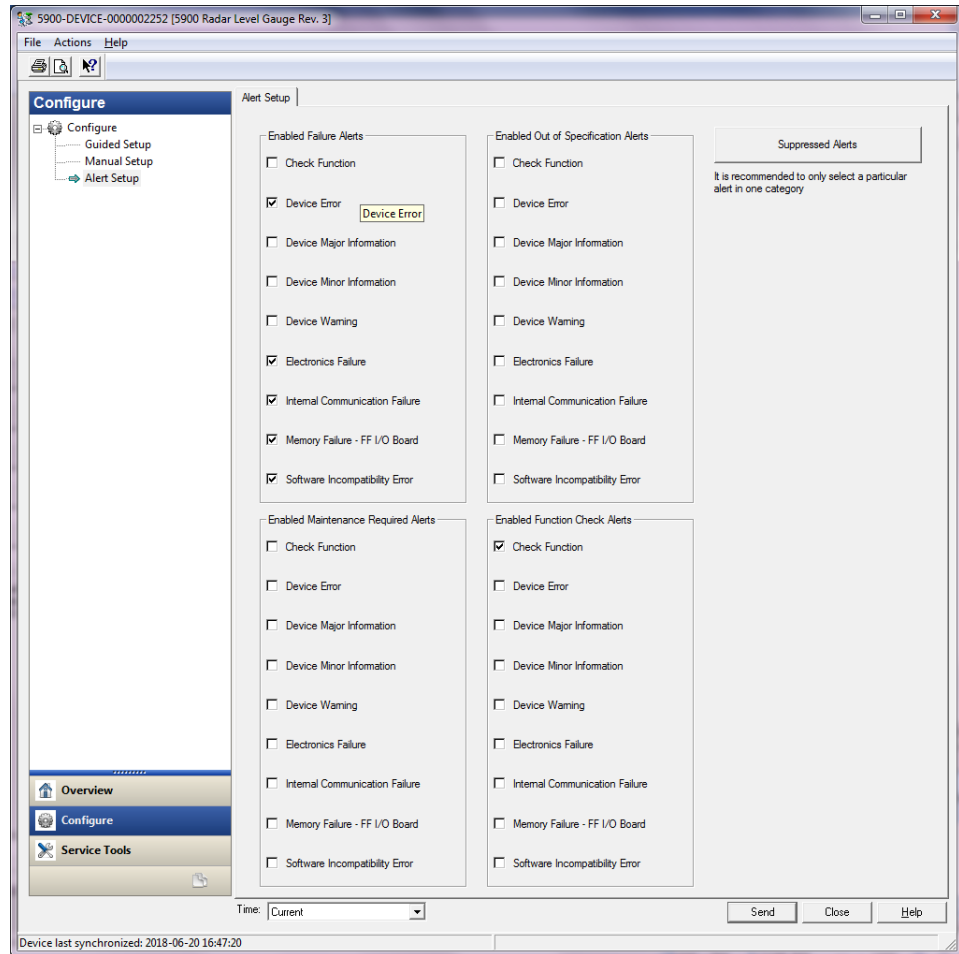 5900-DEVICE-0000002252 [5900 Radar Level Gauge Rev. 3]
File Actions Help
Configure
Configure
Guided Setup
Manual Setup
Alert Setup
Overview
Configure
Service Tools
Alert Setup
Enabled Failure Alerts
Check Function
Device Error
Device Error
Device Major Information
Device Minor Information
Device Warning
Electronics Failure
Internal Communication Failure
Memory Failure - FF I/O Board
Software Incompatibility Error
Enabled Out of Specification Alerts
Check Function
Device Error
Device Major Information
Device Minor Information
Device Warning
Electronics Failure
Internal Communication Failure
Memory Failure - FF I/O Board
Software Incompatibility Error
Suppressed Alerts
It is recommended to only select a particular
alert in one category
Enabled Maintenance Required Alerts
Check Function
Device Error
Device Major Information
Device Minor Information
Device Warning
Electronics Failure
Internal Communication Failure
Memory Failure - FF I/O Board
Software Incompatibility Error
Enabled Function Check Alerts
Check Function
Device Error
Device Major Information
Device Minor Information
Device Warning
Electronics Failure
Internal Communication Failure
Memory Failure - FF I/O Board
Software Incompatibility Error
Time: Current
Send Close Help
Device last synchronized: 2018-06-20 16:47:20